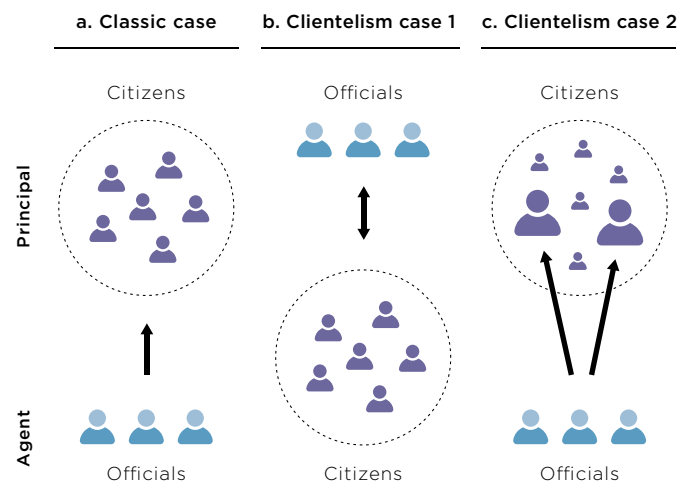 a. Classic case
b. Clientelism case 1
c. Clientelism case 2
Citizens
Officials
Citizens
Principal
Agent
Officials
Citizens
Officials